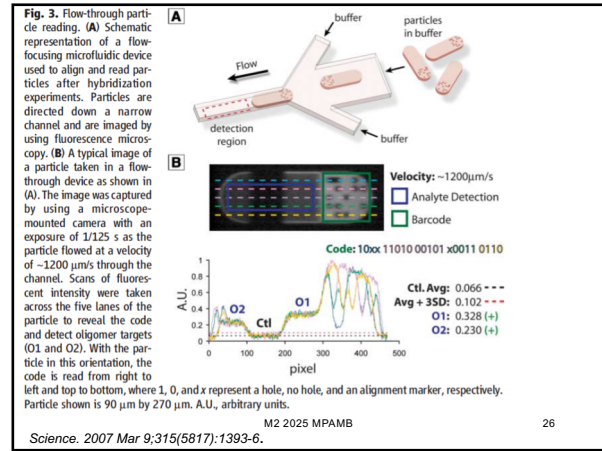 Fig. 3. Flow-through parti-
cle reading. (A) Schematic
representation of a flow-
focusing microfluidic device
used to align and read par-
ticles after hybridization
experiments. Particles are
directed down a narrow
channel and are imaged by
using fluorescence micros-
copy. (B) A typical image of
a particle taken in a flow-
through device as shown in
(A). The image was captured
by using a microscope-
mounted camera with an
exposure of 1/125 s as the
particle flowed at a velocity
of ~1200 μm/s through the
channel. Scans of fluores-
cent intensity were taken
across the five lanes of the
particle to reveal the code
and detect oligomer targets
(O1 and O2). With the par-
ticle in this orientation, the
code is read from right to
left and top to bottom, where 1, 0, and x represent a hole, no hole, and an alignment marker, respectively.
Particle shown is 90 μm by 270 μm. A.U., arbitrary units.
A
buffer
particles
in buffer
Flow
detection
region
buffer
B
Velocity: ~1200μm/s
Analyte Detection
Barcode
Code: 10xx 11010 00101 x0011 0110
A.U.
1
0.8
0.6
0.4
0.2
0
O2
Ctl
O1
0 100 200 300 400 500
pixel
Ctl. Avg: 0.066
Avg + 3SD: 0.102
O1: 0.328 (+)
O2: 0.230 (+)
M2 2025 MPAMB
26
Science. 2007 Mar 9;315(5817):1393-6.